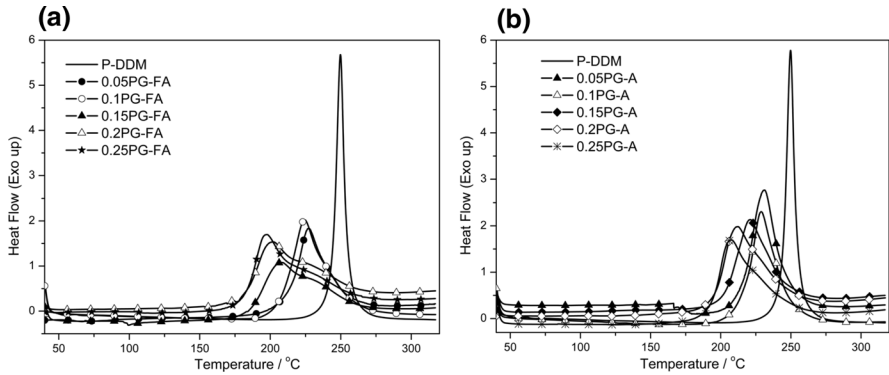 (a)
6
5
4
3
2
1
0
Heat Flow (Exo up)
P-DDM
0.05PG-FA
0.1PG-FA
0.15PG-FA
0.2PG-FA
0.25PG-FA
50 100 150 200 250 300
Temperature / °C
(b)
6
5
4
3
2
1
0
Heat Flow (Exo up)
P-DDM
0.05PG-A
0.1PG-A
0.15PG-A
0.2PG-A
0.25PG-A
50 100 150 200 250 300
Temperature / °C